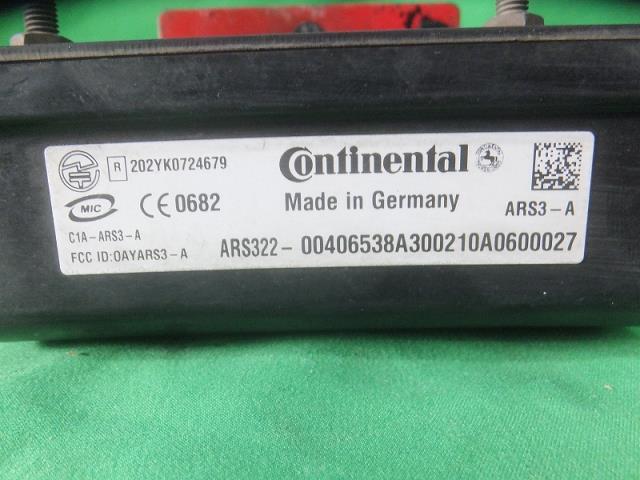 R 202YK0724679
Continental
MIC CE 0682
Made in Germany
ARS3-A
C1A-ARS3-A
FCC ID:OAYARS3-A
ARS322-00406538A300210A0600027